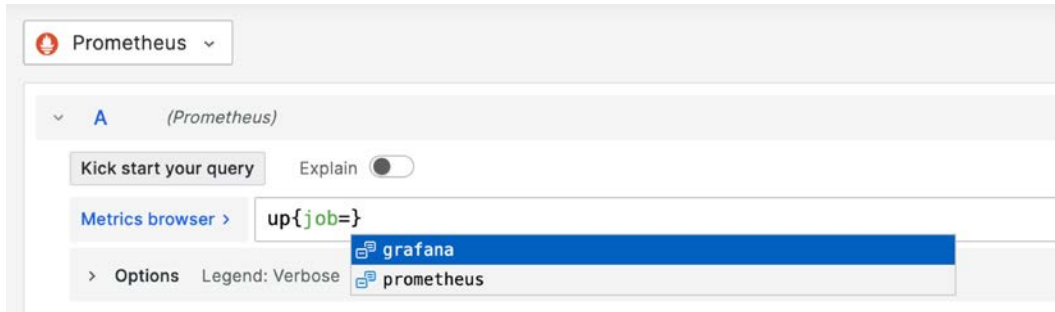 Prometheus
A (Prometheus)
Kick start your query Explain
Metrics browser > up{job=}
grafana
> Options Legend: Verbose prometheus